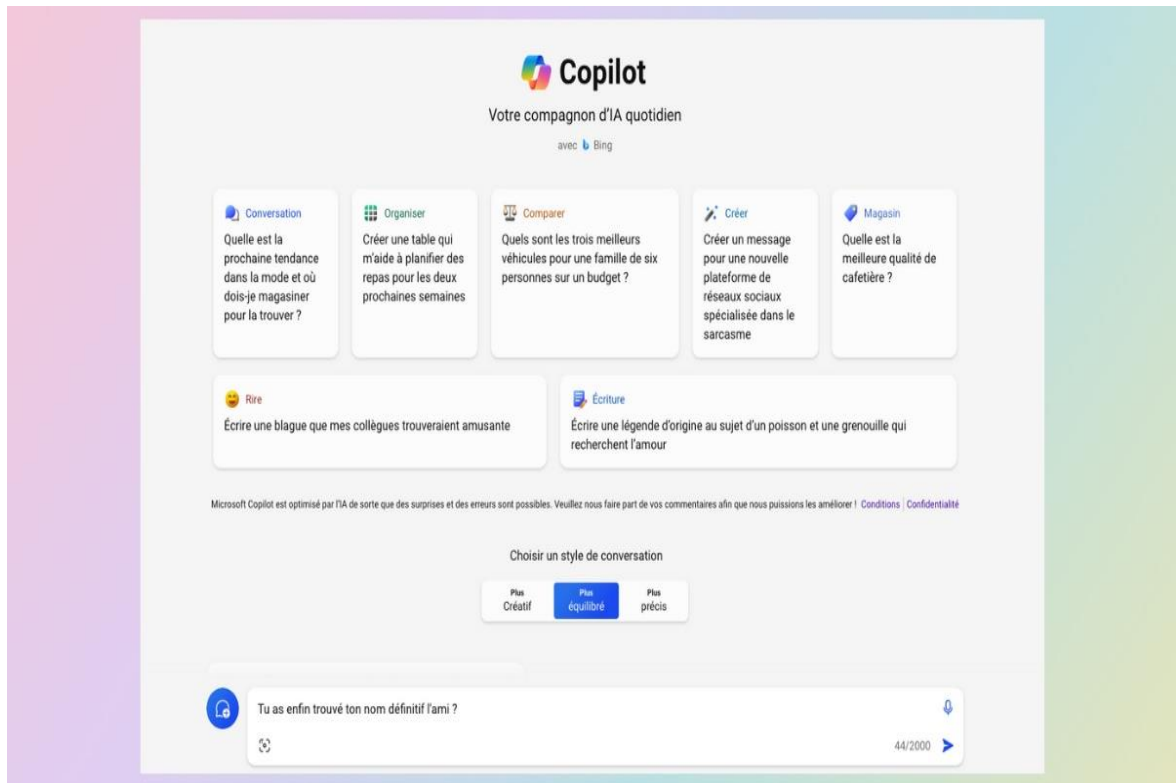 Copilot
Votre compagnon d'IA quotidien
avec Bing
Conversation
Quelle est la
prochaine tendance
dans la mode et où
dois-je magasiner
pour la trouver ?
Organiser
Créer une table qui
m'aide à planifier des
repas pour les deux
prochaines semaines
Comparer
Quels sont les trois meilleurs
véhicules pour une famille de six
personnes sur un budget ?
Créer
Créer un message
pour une nouvelle
plateforme de
réseaux sociaux
spécialisée dans le
sarcasme
Magasin
Quelle est la
meilleure qualité de
cafetière ?
Rire
Écrire une blague que mes collègues trouveraient amusante
Écriture
Écrire une légende d'origine au sujet d'un poisson et une grenouille qui
recherchent l'amour
Microsoft Copilot est optimisé par l'IA de sorte que des surprises et des erreurs sont possibles. Veuillez nous faire part de vos commentaires afin que nous puissions les améliorer ! Conditions | Confidentialité
Choisir un style de conversation
Plus
Créatif
Plus
équilibré
Plus
précis
Tu as enfin trouvé ton nom définitif l'ami ?
44/2000